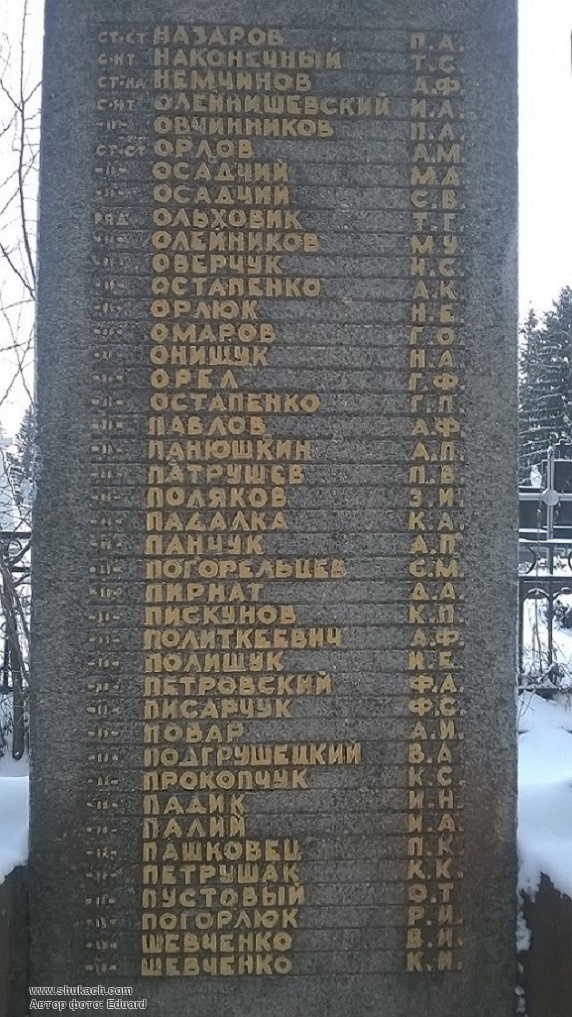 СТ-СТ НАЗАРОВ П.А.
С-НТ НАКОНЕЧНЫЙ Т.С.
СТ-НА НЕМЧИНОВ А.Ф.
С-НТ ОЛЕЙНИШЕВСКИЙ И.А.
-"- ОВЧИННИКОВ П.А.
СТ-СТ ОРЛОВ А.М
-"- ОСАДЧИЙ М.Д
-"- ОСАДЧИЙ С.В.
РЯД. ОЛЬХОВИК Т.Г.
-"- ОЛЕЙНИКОВ М.У.
-"- ОВЕРЧУК И.С.
-"- ОСТАПЕНКО А.К.
-"- ОРЛЮК Н.Е.
-"- ОМАРОВ Г.О
-"- ОНИЩУК Н.А
-"- ОРЕЛ Г.Ф.
-"- ОСТАПЕНКО Г.П.
-"- ПАВЛОВ А.Ф
-"- ПАНЮШКИН А.П.
-"- ПАТРУШЕВ П.В
-"- ПОЛЯКОВ З.И.
-"- ПАДАЛКА К.А.
-"- ПАНЧУК А.П
-"- ПОГОРЕЛЬЦЕВ С.М.
-"- ПИРНАТ Д.А.
-"- ПИСКУНОВ К.П.
-"- ПОЛИТКЕЕВИЧ А.Ф.
-"- ПОЛИЩУК И.Е.
-"- ПЕТРОВСКИЙ Ф.А.
-"- ПИСАРЧУК Ф.С.
-"- ПОВАР А.И.
-"- ПОДГРУШЕЦКИЙ В.А
-"- ПРОКОПЧУК К.С.
-"- ПАДИК И.Н.
-"- ПАЛИЙ И.А.
-"- ПАШКОВЕЦ П.К.
-"- ПЕТРУШАК К.К.
-"- ПУСТОВЫЙ О.Т
-"- ПОГОРЛЮК Р.И.
-"- ШЕВЧЕНКО В.И.
-"- ШЕВЧЕНКО К.И.
www.shukach.com
Автор фото: Eduard